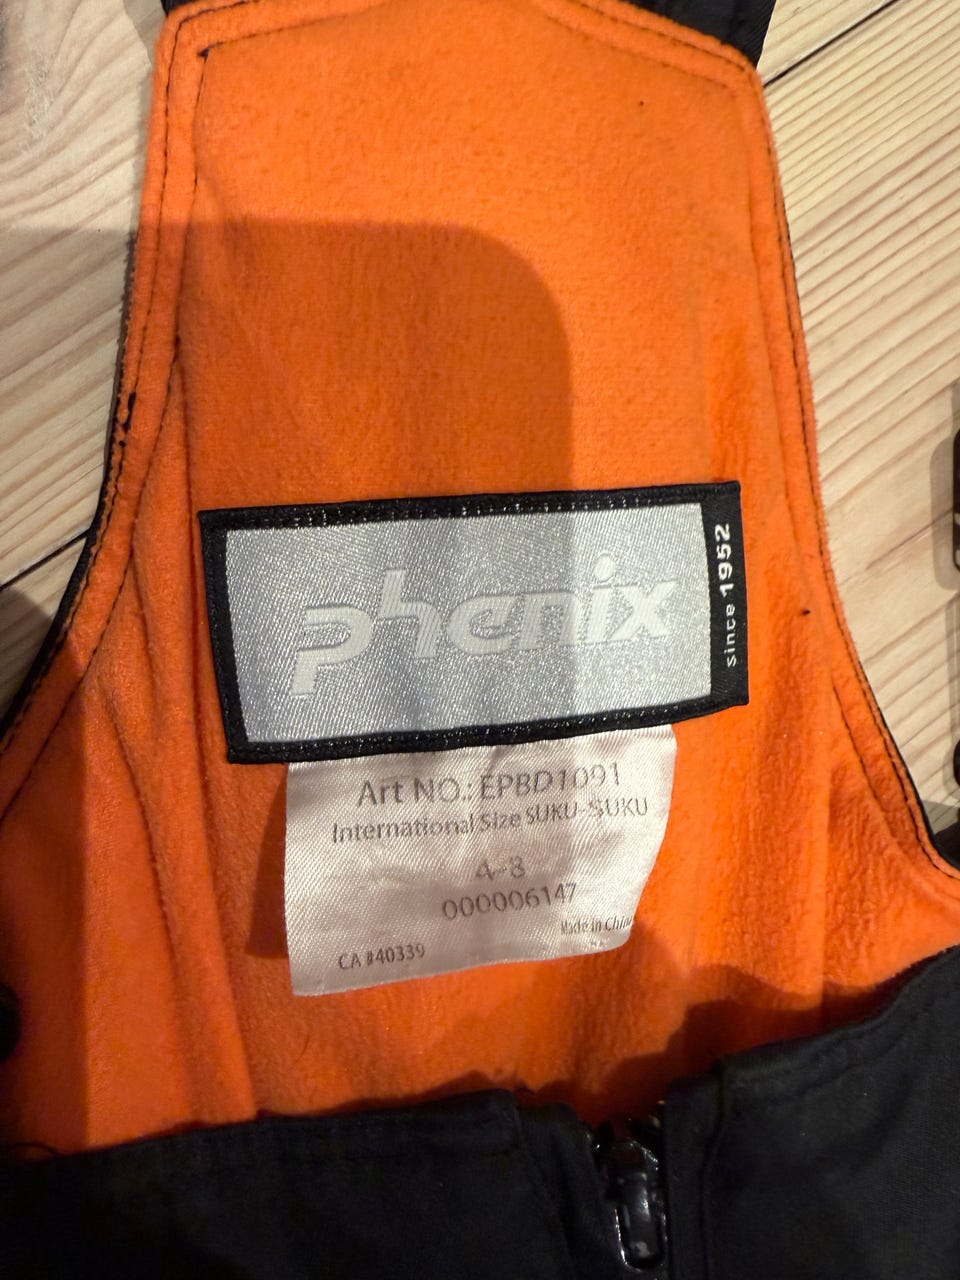 phenix
since 1952
Art NO.: EPBD1091
International Size SUKU-SUKU
4-8
000006147
Made in China
CA #40339